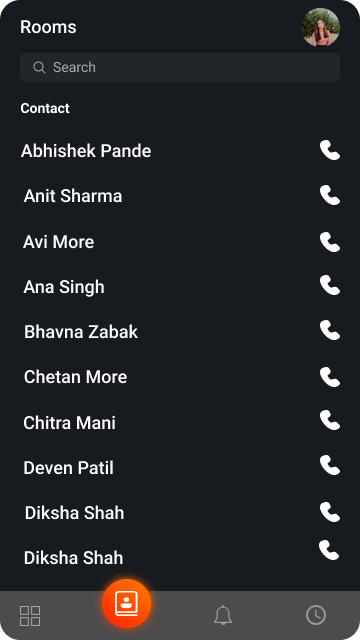 Rooms
Search
Contact
Abhishek Pande
Anit Sharma
Avi More
Ana Singh
Bhavna Zabak
Chetan More
Chitra Mani
Deven Patil
Diksha Shah
Diksha Shah